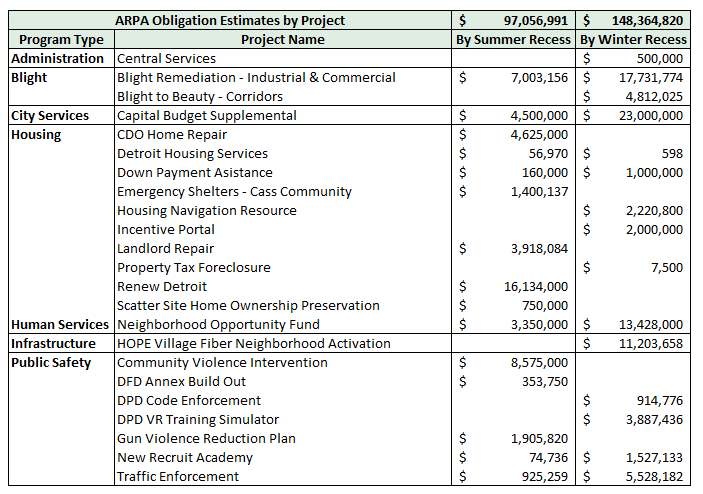 ARPA Obligation Estimates by Project $ 97,056,991 $ 148,364,820
Program Type Project Name By Summer Recess By Winter Recess
Administration Central Services $ 500,000
Blight Blight Remediation - Industrial & Commercial $ 7,003,156 $ 17,731,774
Blight to Beauty - Corridors $ 4,812,025
City Services Capital Budget Supplemental $ 4,500,000 $ 23,000,000
Housing CDO Home Repair $ 4,625,000
Detroit Housing Services $ 56,970 $ 598
Down Payment Asistance $ 160,000 $ 1,000,000
Emergency Shelters - Cass Community $ 1,400,137
Housing Navigation Resource $ 2,220,800
Incentive Portal $ 2,000,000
Landlord Repair $ 3,918,084
Property Tax Foreclosure $ 7,500
Renew Detroit $ 16,134,000
Scatter Site Home Ownership Preservation $ 750,000
Human Services Neighborhood Opportunity Fund $ 3,350,000 $ 13,428,000
Infrastructure HOPE Village Fiber Neighborhood Activation $ 11,203,658
Public Safety Community Violence Intervention $ 8,575,000
DFD Annex Build Out $ 353,750
DPD Code Enforcement $ 914,776
DPD VR Training Simulator $ 3,887,436
Gun Violence Reduction Plan $ 1,905,820
New Recruit Academy $ 74,736 $ 1,527,133
Traffic Enforcement $ 925,259 $ 5,528,182